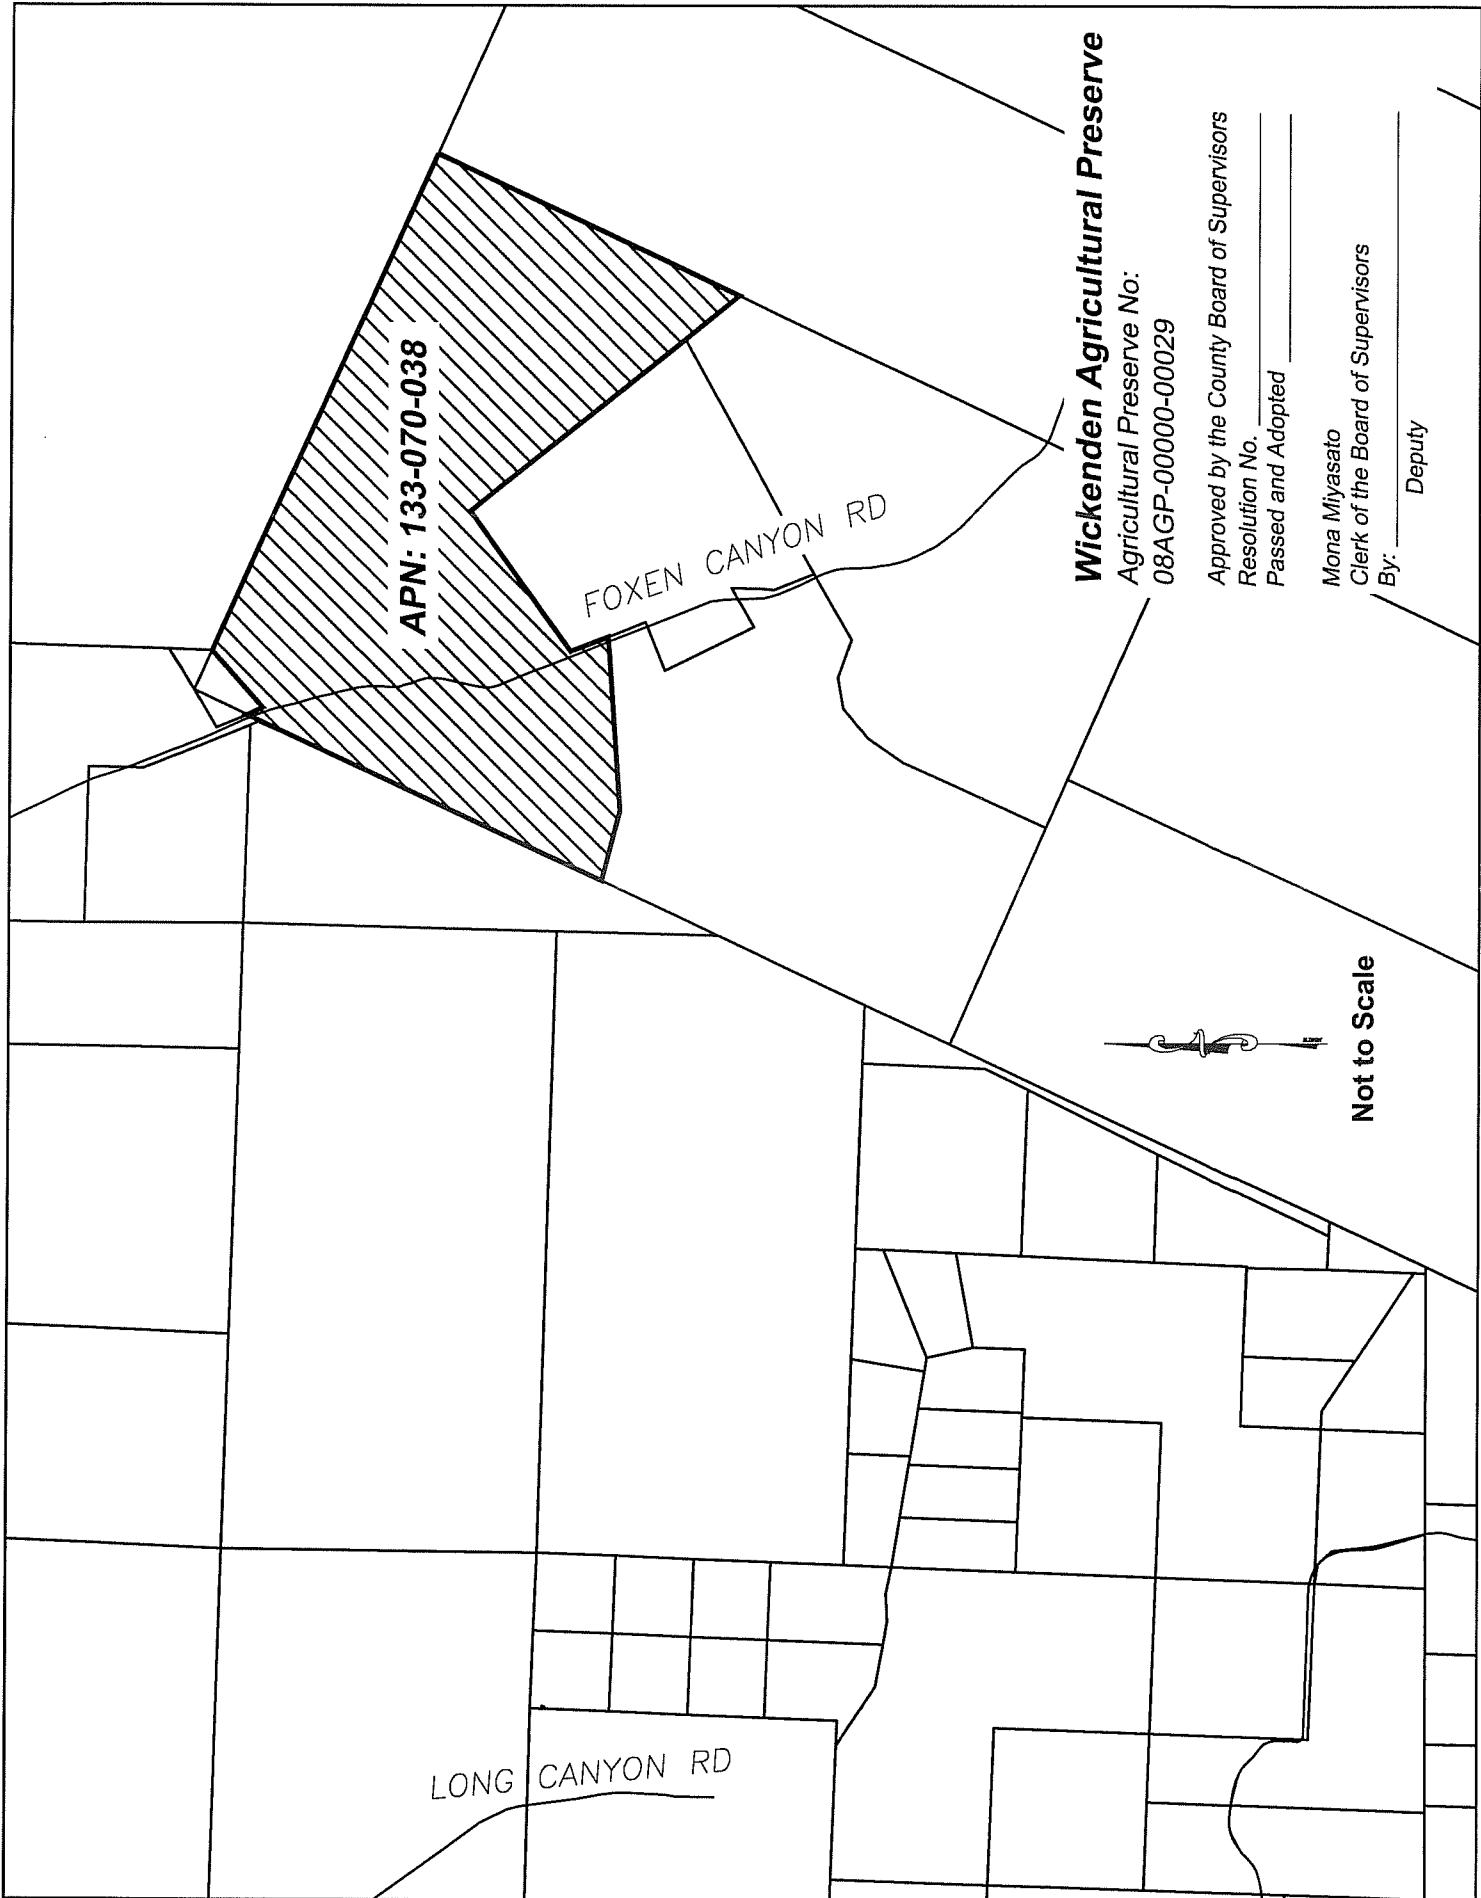 APN: 133-070-038
FOXEN CANYON RD
LONG CANYON RD
Wickenden Agricultural Preserve
Agricultural Preserve No:
08AGP-00000-00029
Approved by the County Board of Supervisors
Resolution No.
Passed and Adopted
Mona Miyasato
Clerk of the Board of Supervisors
By:
Deputy
Not to Scale